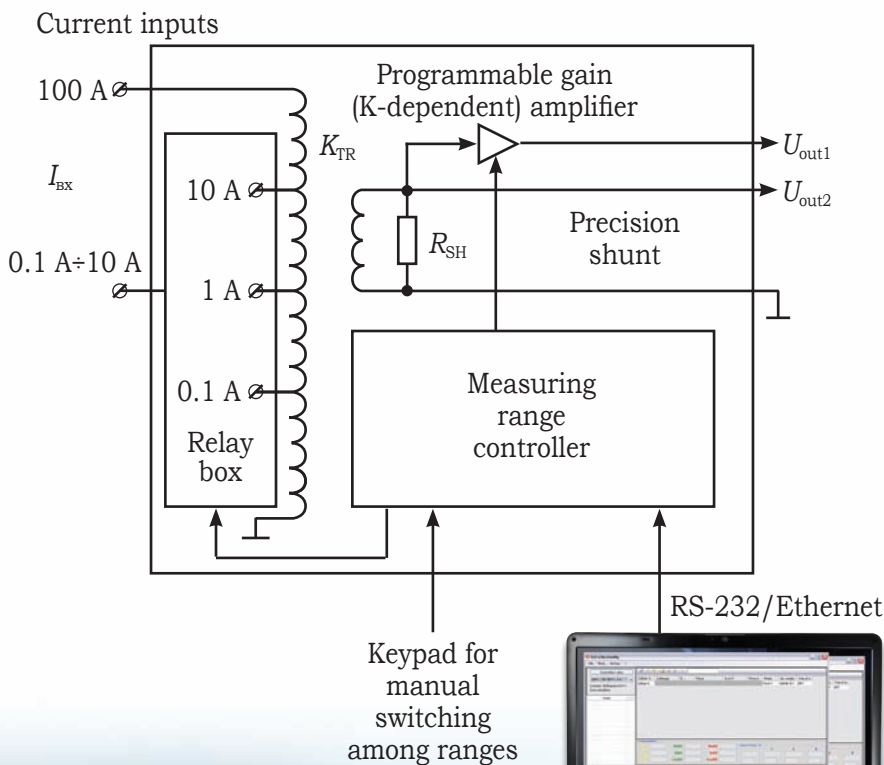 Current inputs
100 A
Programmable gain
(K-dependent) amplifier
K_TR
U_out1
I_вх
10 A
U_out2
R_SH
Precision
shunt
0.1 A÷10 A
1 A
0.1 A
Measuring
range
controller
Relay
box
RS-232/Ethernet
Keypad for
manual
switching
among ranges